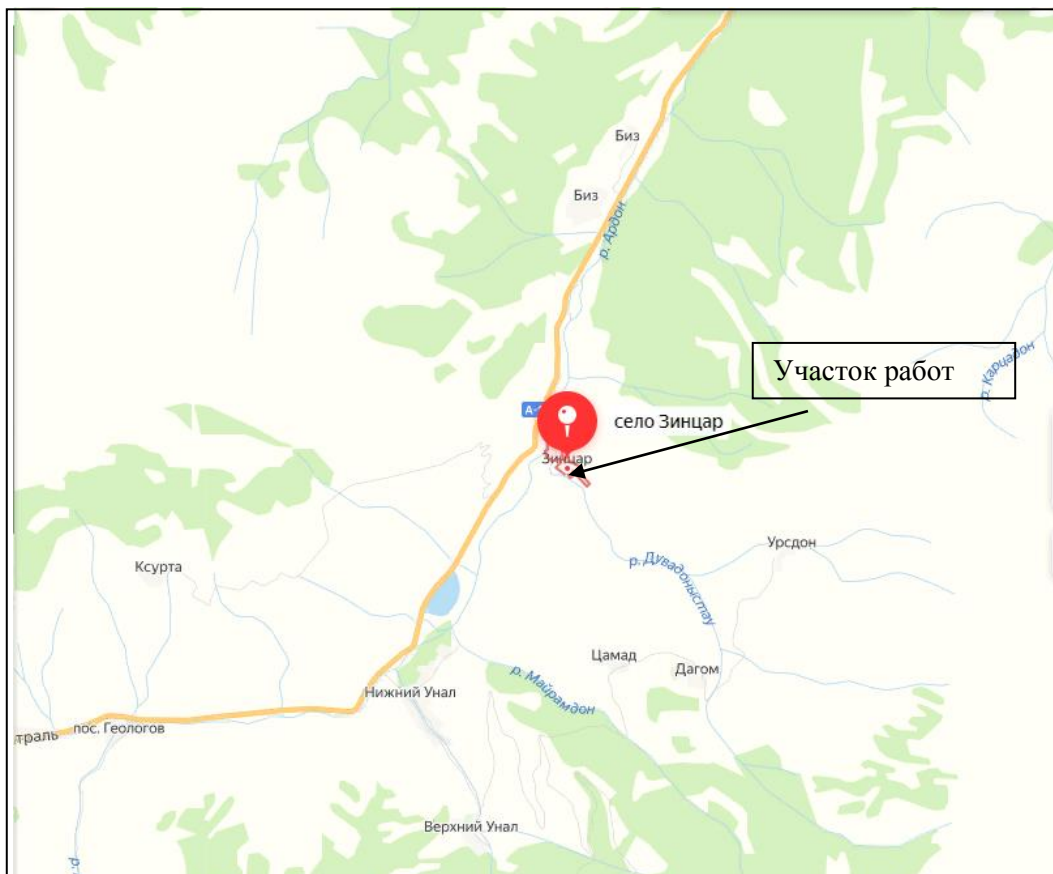 Биз
Биз
р. Ардон
Участок работ
р. Карцадон
А-1
село Зинцар
Зинцар
Урсдон
Ксурта
р. Дувадоныстау
Цамад
Дагом
р. Майрамдон
Нижний Унал
пос. Геологов
траль
Верхний Унал
р.